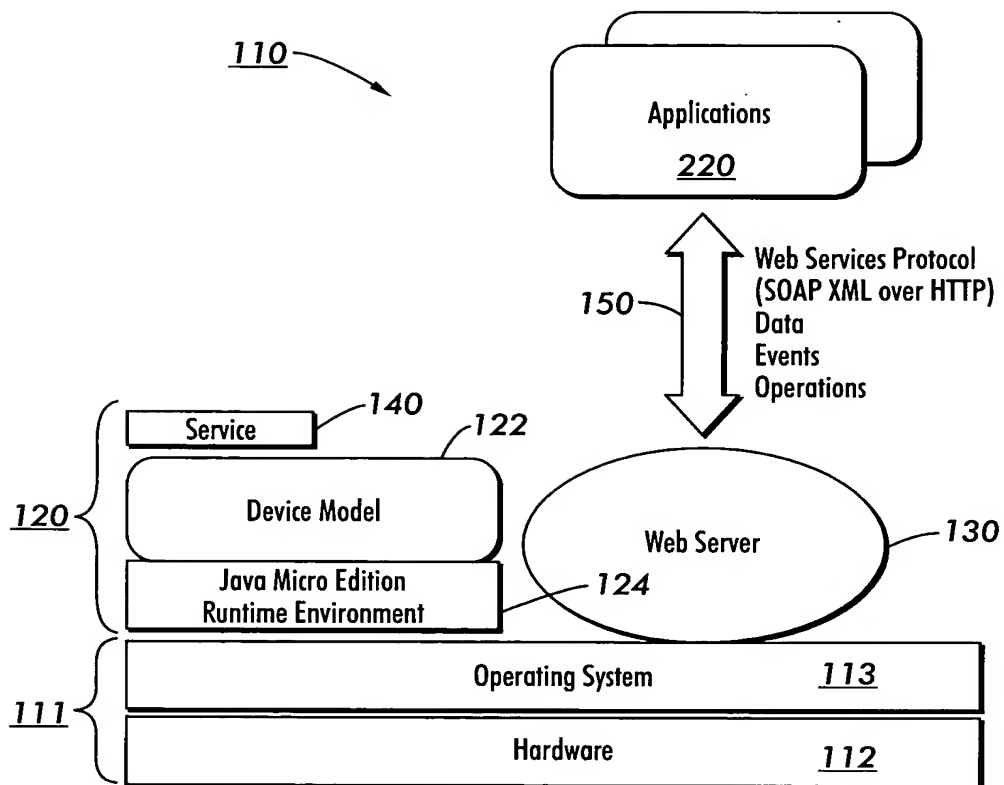 110
Applications
220
150
Web Services Protocol
(SOAP XML over HTTP)
Data
Events
Operations
140
Service
122
120
Device Model
Web Server
130
Java Micro Edition
Runtime Environment
124
Operating System
113
111
Hardware
112